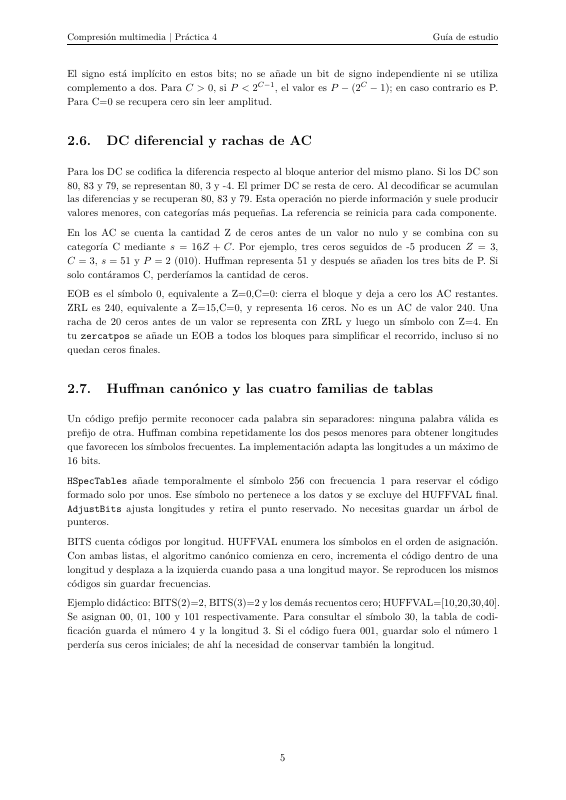 Compresión multimedia | Práctica 4 Guía de estudio
El signo está implícito en estos bits; no se añade un bit de signo independiente ni se utiliza
complemento a dos. Para C > 0, si P < 2^{C−1}, el valor es P − (2^C − 1); en caso contrario es P.
Para C=0 se recupera cero sin leer amplitud.
2.6. DC diferencial y rachas de AC
Para los DC se codifica la diferencia respecto al bloque anterior del mismo plano. Si los DC son
80, 83 y 79, se representan 80, 3 y -4. El primer DC se resta de cero. Al decodificar se acumulan
las diferencias y se recuperan 80, 83 y 79. Esta operación no pierde información y suele producir
valores menores, con categorías más pequeñas. La referencia se reinicia para cada componente.
En los AC se cuenta la cantidad Z de ceros antes de un valor no nulo y se combina con su
categoría C mediante s = 16Z + C. Por ejemplo, tres ceros seguidos de -5 producen Z = 3,
C = 3, s = 51 y P = 2 (010). Huffman representa 51 y después se añaden los tres bits de P. Si
solo contáramos C, perderíamos la cantidad de ceros.
EOB es el símbolo 0, equivalente a Z=0,C=0: cierra el bloque y deja a cero los AC restantes.
ZRL es 240, equivalente a Z=15,C=0, y representa 16 ceros. No es un AC de valor 240. Una
racha de 20 ceros antes de un valor se representa con ZRL y luego un símbolo con Z=4. En
tu zercatpos se añade un EOB a todos los bloques para simplificar el recorrido, incluso si no
quedan ceros finales.
2.7. Huffman canónico y las cuatro familias de tablas
Un código prefijo permite reconocer cada palabra sin separadores: ninguna palabra válida es
prefijo de otra. Huffman combina repetidamente los dos pesos menores para obtener longitudes
que favorecen los símbolos frecuentes. La implementación adapta las longitudes a un máximo de
16 bits.
HSpecTables añade temporalmente el símbolo 256 con frecuencia 1 para reservar el código
formado solo por unos. Ese símbolo no pertenece a los datos y se excluye del HUFFVAL final.
AdjustBits ajusta longitudes y retira el punto reservado. No necesitas guardar un árbol de
punteros.
BITS cuenta códigos por longitud. HUFFVAL enumera los símbolos en el orden de asignación.
Con ambas listas, el algoritmo canónico comienza en cero, incrementa el código dentro de una
longitud y desplaza a la izquierda cuando pasa a una longitud mayor. Se reproducen los mismos
códigos sin guardar frecuencias.
Ejemplo didáctico: BITS(2)=2, BITS(3)=2 y los demás recuentos cero; HUFFVAL=[10,20,30,40].
Se asignan 00, 01, 100 y 101 respectivamente. Para consultar el símbolo 30, la tabla de codi-
ficación guarda el número 4 y la longitud 3. Si el código fuera 001, guardar solo el número 1
perdería sus ceros iniciales; de ahí la necesidad de conservar también la longitud.
5